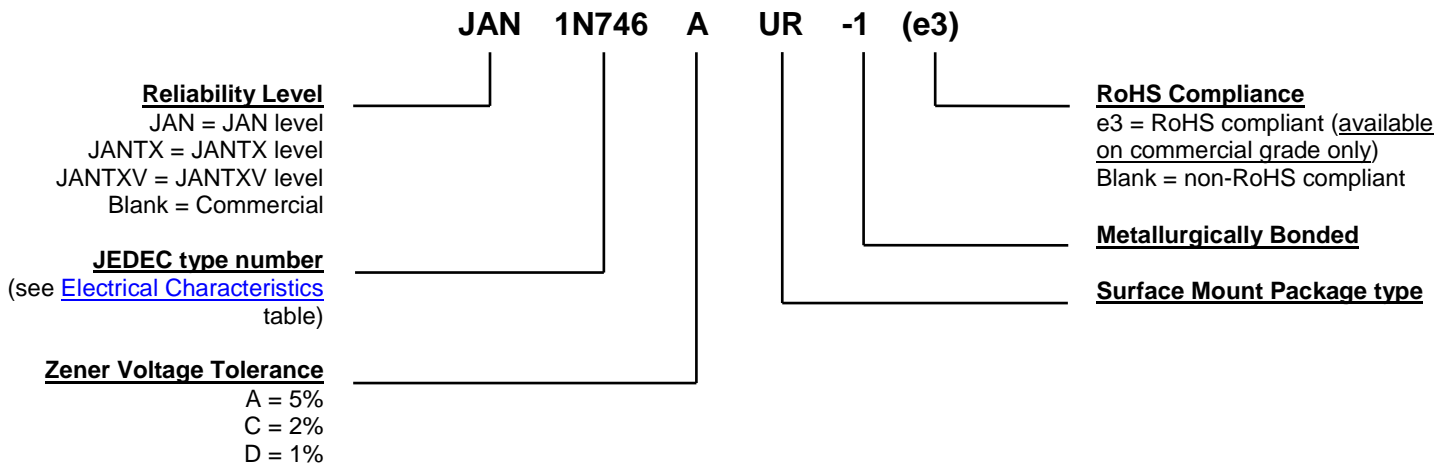 JAN 1N746 A UR -1 (e3)
Reliability Level
JAN = JAN level
JANTX = JANTX level
JANTXV = JANTXV level
Blank = Commercial
JEDEC type number
(see Electrical Characteristics
table)
Zener Voltage Tolerance
A = 5%
C = 2%
D = 1%
RoHS Compliance
e3 = RoHS compliant (available
on commercial grade only)
Blank = non-RoHS compliant
Metallurgically Bonded
Surface Mount Package type